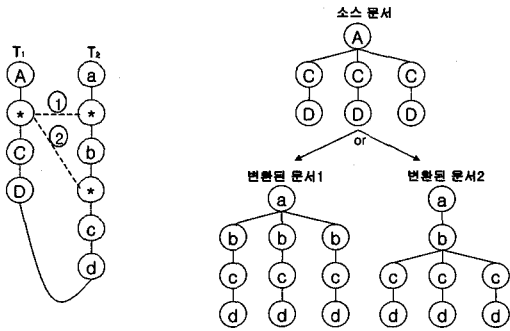 소스 문서
T₁ T₂
A a
* ① *
② b
C *
D c
d
A
C C C
D D D
or
변환된 문서1 변환된 문서2
a a
b b b b
c c c c c c
d d d d d d